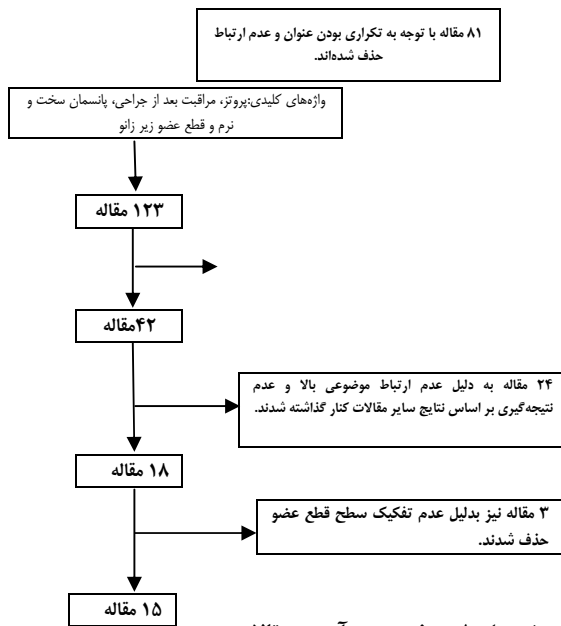 ۸۱ مقاله با توجه به تکراری بودن عنوان و عدم ارتباط
حذف شده‌اند.
واژه‌های کلیدی:پروتز، مراقبت بعد از جراحی، پانسمان سخت و
نرم و قطع عضو زیر زانو
۱۲۳ مقاله
۴۲مقاله
۲۴ مقاله به دلیل عدم ارتباط موضوعی بالا و عدم
نتیجه‌گیری بر اساس نتایج سایر مقالات کنار گذاشته شدند.
۱۸ مقاله
۳ مقاله نیز بدلیل عدم تفکیک سطح قطع عضو
حذف شدند.
۱۵ مقاله